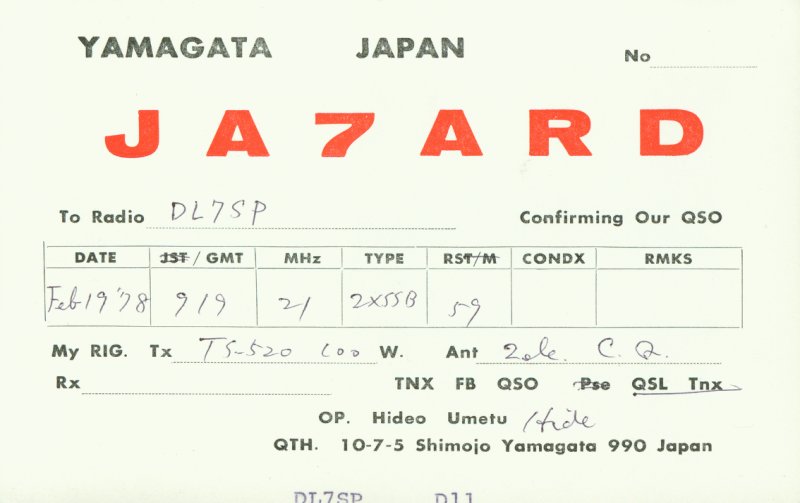 YAMAGATA JAPAN No
JA7ARD
To Radio DL7SP Confirming Our QSO
DATE JST / GMT MHz TYPE RST/M CONDX RMKS
Feb 19 '78 919 21 2XSSB 59
My RIG. Tx TS-520 100 W. Ant 2ele. C.Q.
Rx TNX FB QSO Pse QSL Tnx
OP. Hideo Umetu Hide
QTH. 10-7-5 Shimojo Yamagata 990 Japan
DL7SP D11